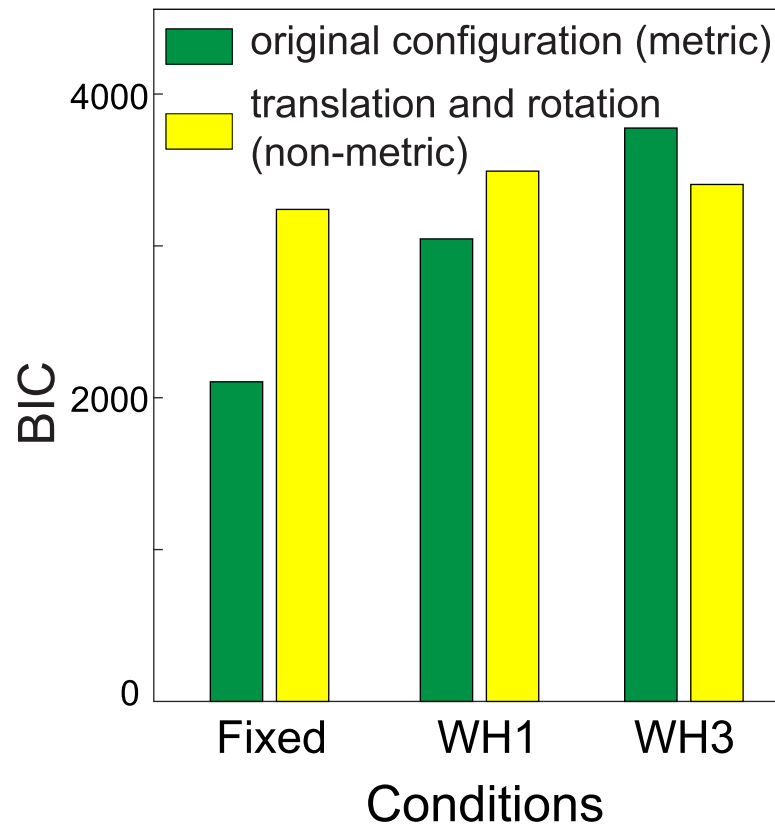 original configuration (metric)
translation and rotation
(non-metric)
4000
2000
0
BIC
Fixed WH1 WH3
Conditions